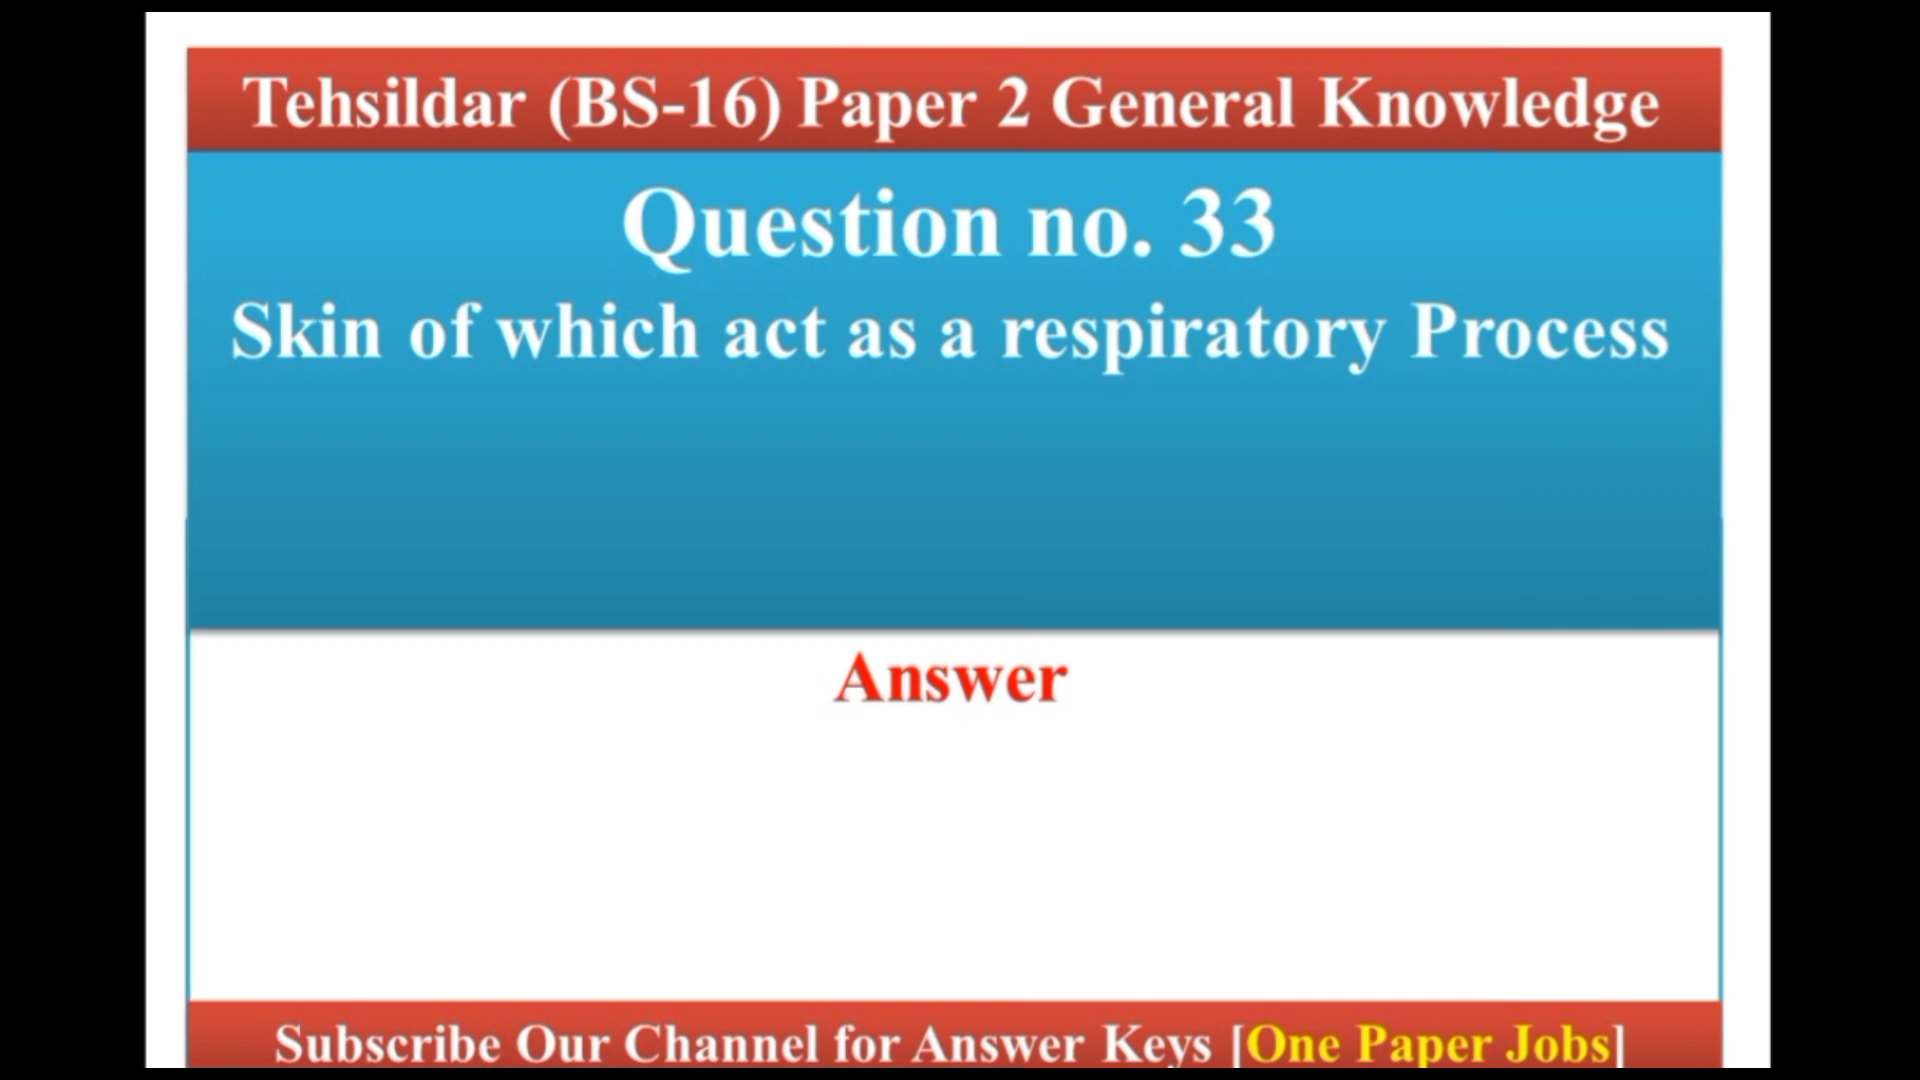 Tehsildar (BS-16) Paper 2 General Knowledge
Question no. 33
Skin of which act as a respiratory Process
Answer
Subscribe Our Channel for Answer Keys [One Paper Jobs]